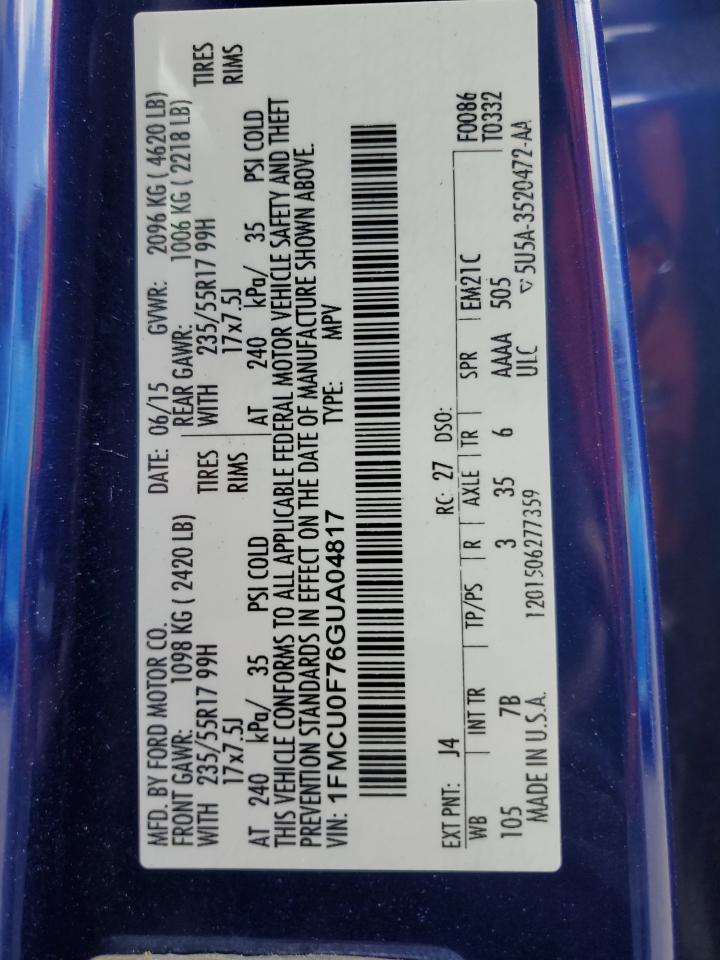 MFD. BY FORD MOTOR CO. DATE: 06/15 GVWR: 2096 KG ( 4620 LB)
FRONT GAWR: 1098 KG ( 2420 LB) REAR GAWR: 1006 KG ( 2218 LB)
WITH 235/55R17 99H TIRES WITH 235/55R17 99H TIRES
17x7.5J RIMS 17x7.5J RIMS
AT 240 kPa/ 35 PSI COLD AT 240 kPa/ 35 PSI COLD
THIS VEHICLE CONFORMS TO ALL APPLICABLE FEDERAL MOTOR VEHICLE SAFETY AND THEFT
PREVENTION STANDARDS IN EFFECT ON THE DATE OF MANUFACTURE SHOWN ABOVE.
VIN: 1FMCU0F76GUA04817 TYPE: MPV
EXT PNT: J4 RC: 27 DSO: F0086
WB INT TR TP/PS R AXLE TR SPR EM21C T0332
105 7B 3 35 6 AAAA 505
MADE IN U.S.A. 1201506277359 ULC ▽5U5A-3520472-AA